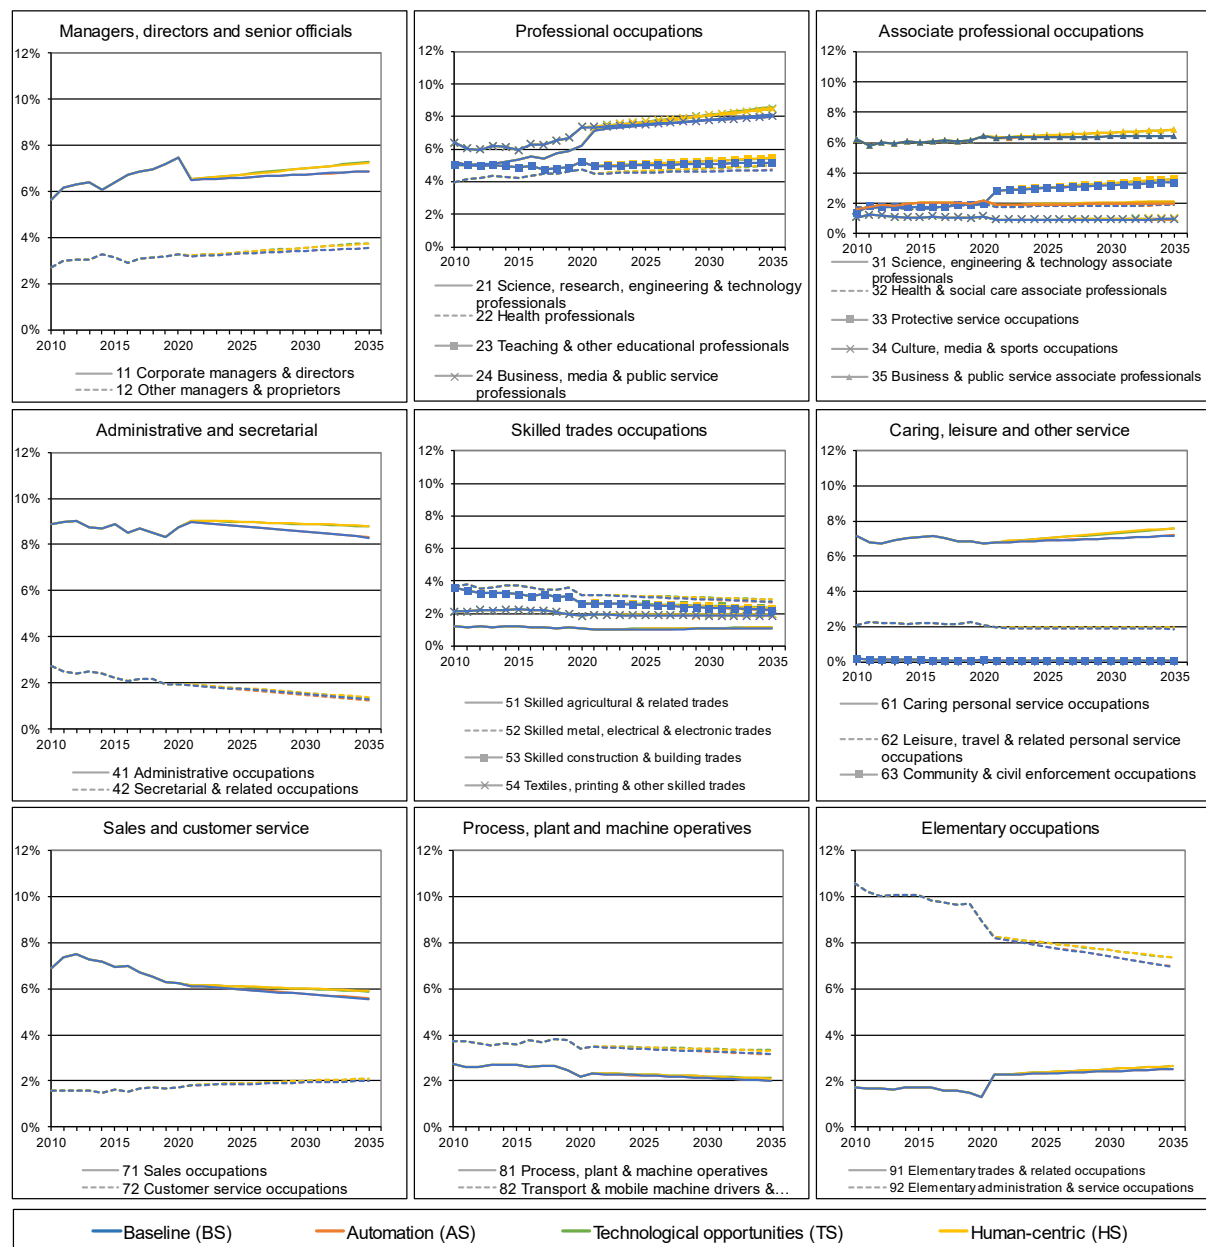 Managers, directors and senior officials
12%
10%
8%
6%
4%
2%
0%
2010 2015 2020 2025 2030 2035
11 Corporate managers & directors
12 Other managers & proprietors
Professional occupations
12%
10%
8%
6%
4%
2%
0%
2010 2015 2020 2025 2030 2035
21 Science, research, engineering & technology
professionals
22 Health professionals
23 Teaching & other educational professionals
24 Business, media & public service
professionals
Associate professional occupations
12%
10%
8%
6%
4%
2%
0%
2010 2015 2020 2025 2030 2035
31 Science, engineering & technology associate
professionals
32 Health & social care associate professionals
33 Protective service occupations
34 Culture, media & sports occupations
35 Business & public service associate professionals
Administrative and secretarial
12%
10%
8%
6%
4%
2%
0%
2010 2015 2020 2025 2030 2035
41 Administrative occupations
42 Secretarial & related occupations
Skilled trades occupations
12%
10%
8%
6%
4%
2%
0%
2010 2015 2020 2025 2030 2035
51 Skilled agricultural & related trades
52 Skilled metal, electrical & electronic trades
53 Skilled construction & building trades
54 Textiles, printing & other skilled trades
Caring, leisure and other service
12%
10%
8%
6%
4%
2%
0%
2010 2015 2020 2025 2030 2035
61 Caring personal service occupations
62 Leisure, travel & related personal service
occupations
63 Community & civil enforcement occupations
Sales and customer service
12%
10%
8%
6%
4%
2%
0%
2010 2015 2020 2025 2030 2035
71 Sales occupations
72 Customer service occupations
Process, plant and machine operatives
12%
10%
8%
6%
4%
2%
0%
2010 2015 2020 2025 2030 2035
81 Process, plant & machine operatives
82 Transport & mobile machine drivers &...
Elementary occupations
12%
10%
8%
6%
4%
2%
0%
2010 2015 2020 2025 2030 2035
91 Elementary trades & related occupations
92 Elementary administration & service occupations
Baseline (BS) Automation (AS) Technological opportunities (TS) Human-centric (HS)